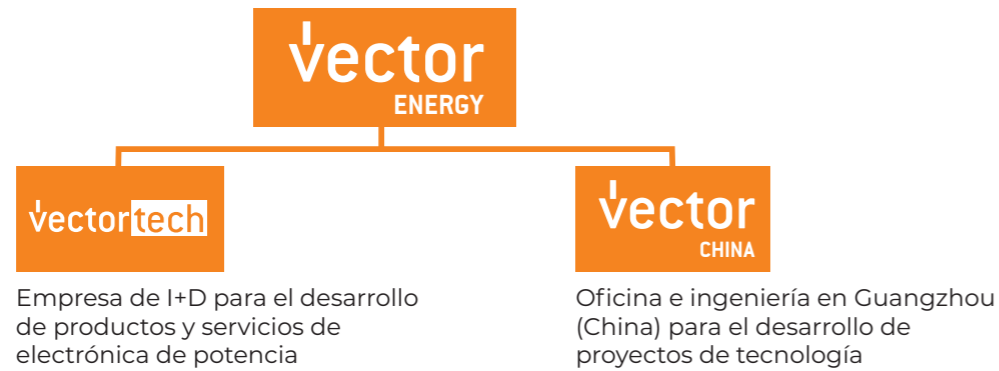 vector
ENERGY
vectortech
vector
CHINA
Empresa de I+D para el desarrollo
de productos y servicios de
electrónica de potencia
Oficina e ingeniería en Guangzhou
(China) para el desarrollo de
proyectos de tecnología